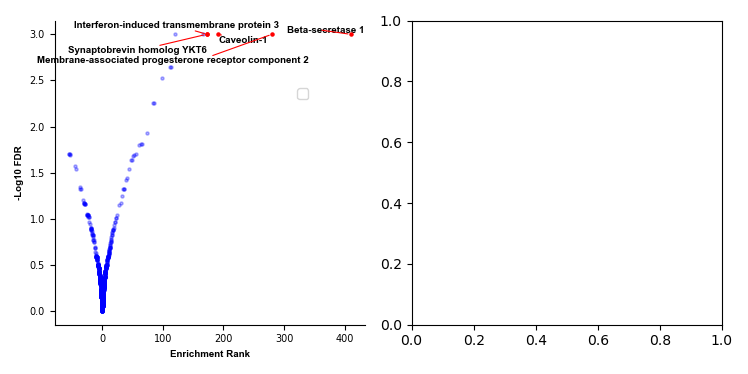 Interferon-induced transmembrane protein 3
Beta-secretase 1
Caveolin-1
Synaptobrevin homolog YKT6
Membrane-associated progesterone receptor component 2
-Log10 FDR
3.0
2.5
2.0
1.5
1.0
0.5
0.0
0 100 200 300 400
Enrichment Rank
1.0
0.8
0.6
0.4
0.2
0.0
0.0 0.2 0.4 0.6 0.8 1.0